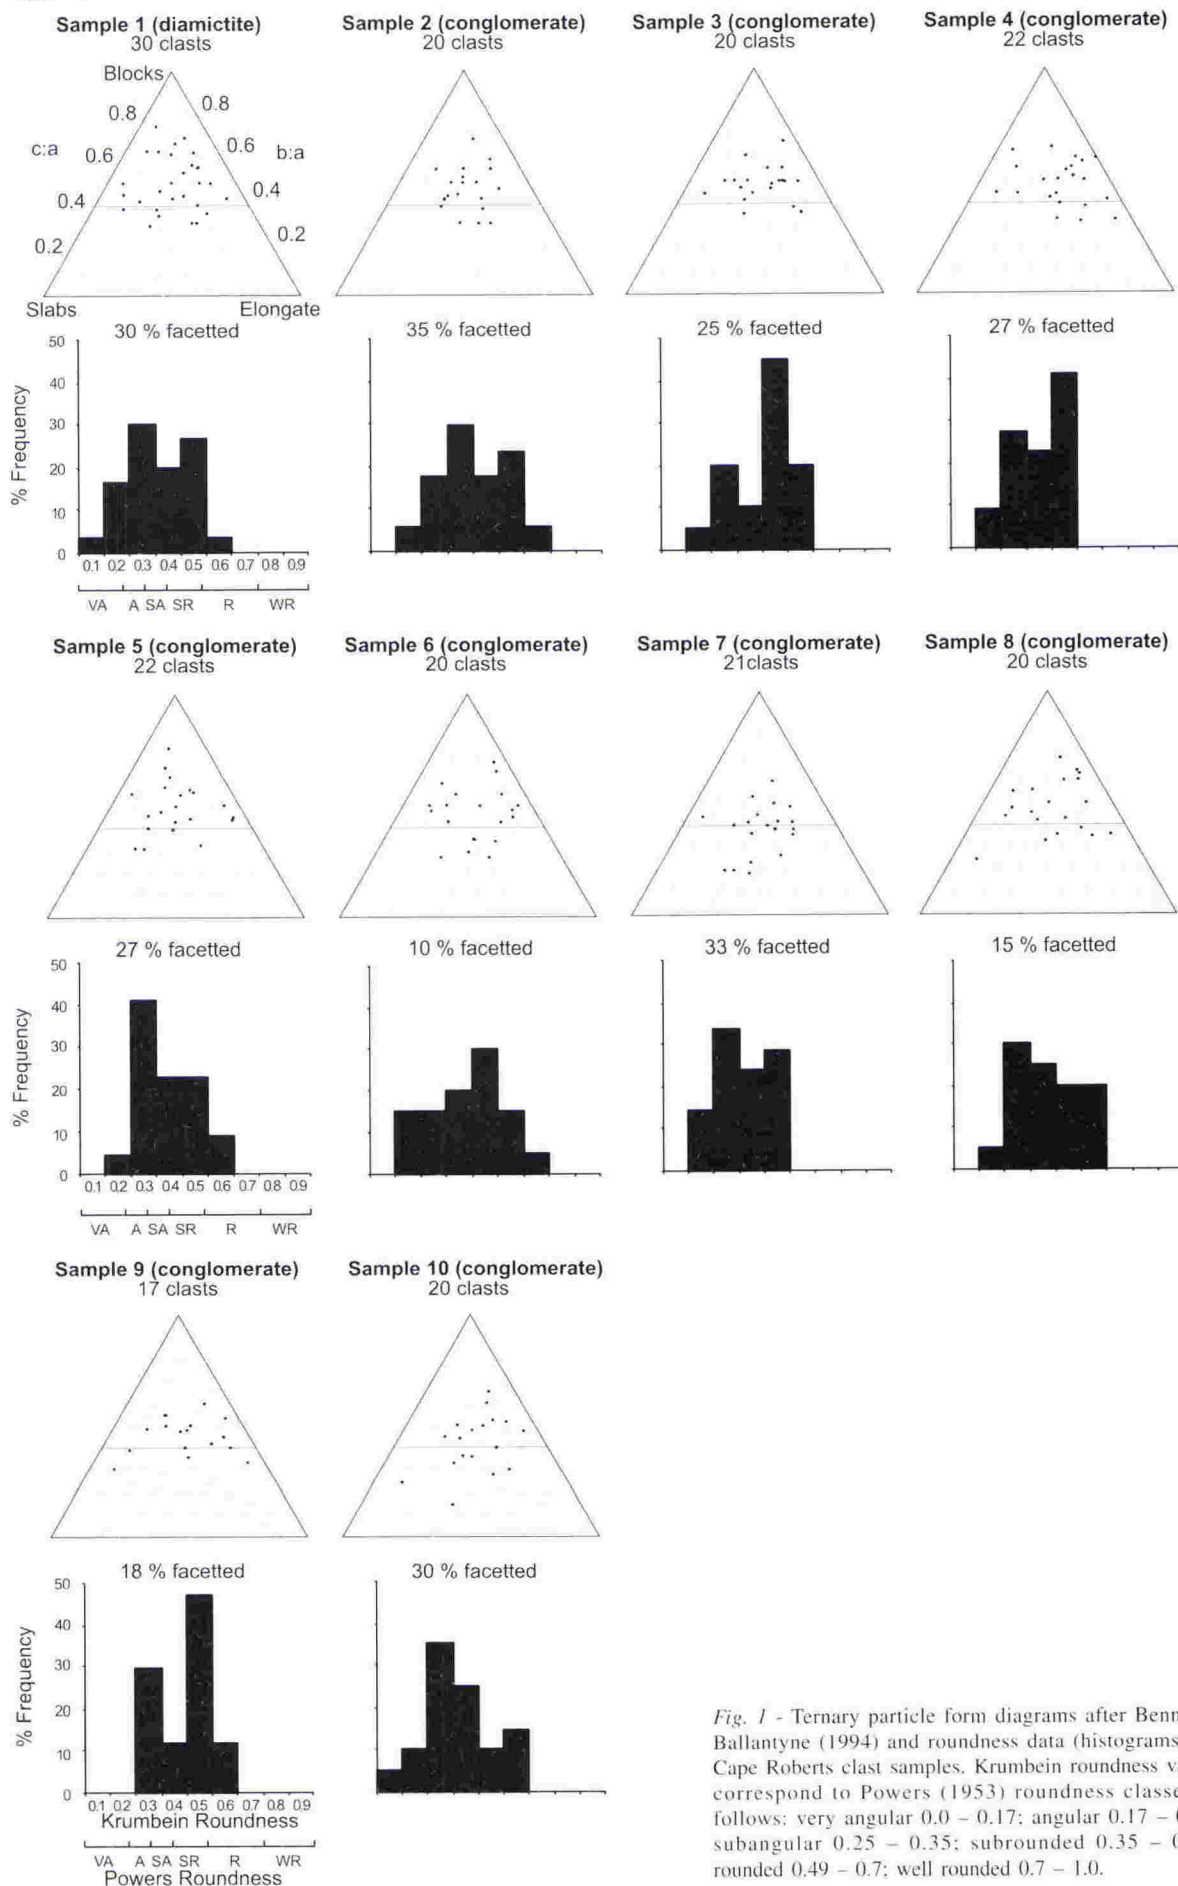 Sample 1 (diamictite)
30 clasts
Blocks
0.8
0.8
c:a
0.6
0.6
b:a
0.4
0.4
0.2
0.2
Slabs
Elongate
30 % facetted
50
40
30
20
10
0
% Frequency
0.1 0.2 0.3 0.4 0.5 0.6 0.7 0.8 0.9
VA A SA SR R WR
Sample 2 (conglomerate)
20 clasts
35 % facetted
Sample 3 (conglomerate)
20 clasts
25 % facetted
Sample 4 (conglomerate)
22 clasts
27 % facetted
Sample 5 (conglomerate)
22 clasts
27 % facetted
50
40
30
20
10
0
% Frequency
0.1 0.2 0.3 0.4 0.5 0.6 0.7 0.8 0.9
VA A SA SR R WR
Sample 6 (conglomerate)
20 clasts
10 % facetted
Sample 7 (conglomerate)
21clasts
33 % facetted
Sample 8 (conglomerate)
20 clasts
15 % facetted
Sample 9 (conglomerate)
17 clasts
18 % facetted
50
40
30
20
10
0
% Frequency
0.1 0.2 0.3 0.4 0.5 0.6 0.7 0.8 0.9
Krumbein Roundness
VA A SA SR R WR
Powers Roundness
Sample 10 (conglomerate)
20 clasts
30 % facetted
Fig. 1 - Ternary particle form diagrams after Benn
Ballantyne (1994) and roundness data (histograms
Cape Roberts clast samples. Krumbein roundness
correspond to Powers (1953) roundness classe
follows: very angular 0.0 – 0.17; angular 0.17 –
subangular 0.25 – 0.35; subrounded 0.35 –
rounded 0.49 – 0.7; well rounded 0.7 – 1.0.